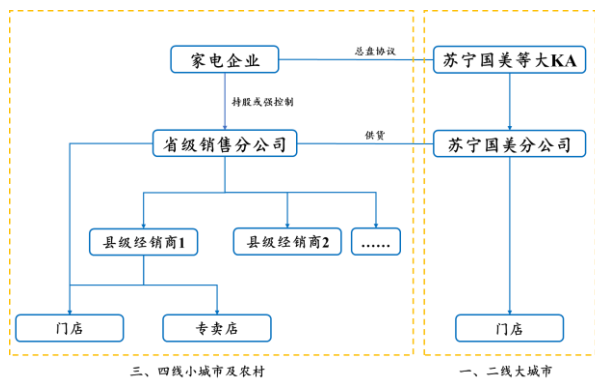 家电企业
总盘协议
苏宁国美等大KA
持股或强控制
省级销售分公司
供货
苏宁国美分公司
县级经销商1
县级经销商2
……
门店
专卖店
门店
三、四线小城市及农村
一、二线大城市